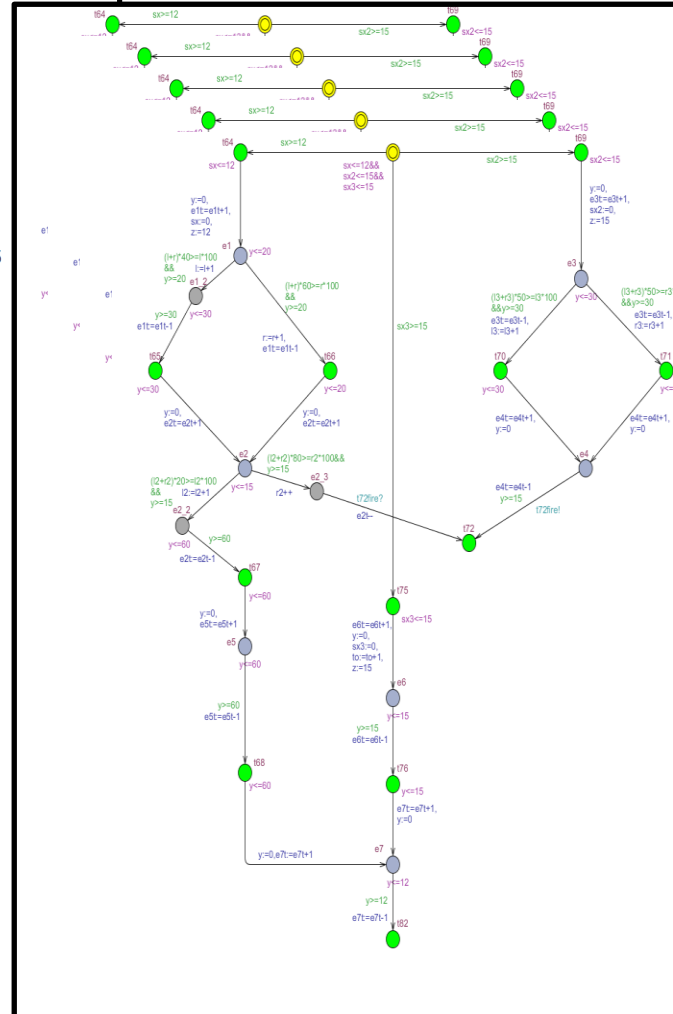 t64
t69
sx>=12
sx2>=15
sx2<=15
t64
t69
sx>=12
sx2>=15
sx2<=15
t64
t69
sx>=12
sx2>=15
sx2<=15
t64
t69
sx>=12
sx2>=15
sx2<=15
t64
t69
sx>=12
sx2>=15
sx<=12
sx<=12&&
sx2<=15&&
sx3<=15
sx2<=15
y:=0,
e1t:=e1t+1,
sx:=0,
z:=12
y:=0,
e3t:=e3t+1,
sx2:=0,
z:=15
e1
y<=20
e3
y<=30
(l+r)*40>=l*100
&&
y>=20
l:=l+1
e1_2
y<=30
(l+r)*60>=r*100
&&
y>=20
(l3+r3)*50>=l3*100
&&y>=30
e3t:=e3t-1,
l3:=l3+1
(l3+r3)*50>=r3
&&y>=30
e3t:=e3t-1,
r3:=r3+1
y>=30
e1t:=e1t-1
r:=r+1,
e1t:=e1t-1
sx3>=15
t65
y<=30
t66
y<=20
t70
y<=30
t71
y:=0,
e2t:=e2t+1
y:=0,
e2t:=e2t+1
e4t:=e4t+1,
y:=0
e4t:=e4t+1,
y:=0
e2
y<=15
e4
(l2+r2)*80>=r2*100&&
y>=15
(l2+r2)*20>=l2*100
&&
y>=15
l2:=l2+1
r2++
e2_3
e2_2
y<=60
t72fire?
e2t--
e4t:=e4t-1
y>=15
t72fire!
t72
y>=60
e2t:=e2t-1
t67
y<=60
t75
sx3<=15
y:=0,
e5t:=e5t+1
e5
y<=60
e6t:=e6t+1,
y:=0,
sx3:=0,
to:=to+1,
z:=15
e6
y<=15
y>=60
e5t:=e5t-1
y>=15
e6t:=e6t-1
t68
y<=60
t76
y<=15
e7t:=e7t+1,
y:=0
y:=0,e7t:=e7t+1
e7
y<=12
y>=12
e7t:=e7t-1
t82